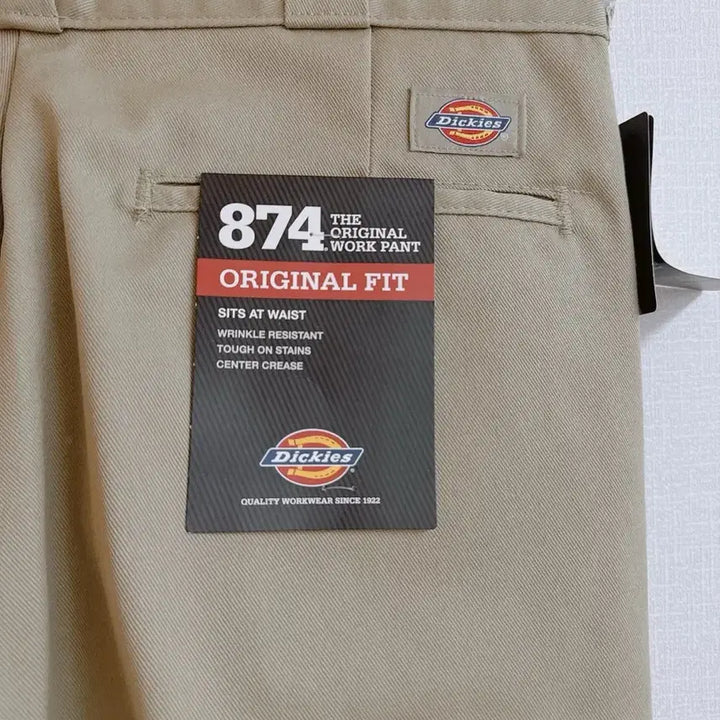 Dickies
874 THE
ORIGINAL
WORK PANT
ORIGINAL FIT
SITS AT WAIST
WRINKLE RESISTANT
TOUGH ON STAINS
CENTER CREASE
Dickies
QUALITY WORKWEAR SINCE 1922